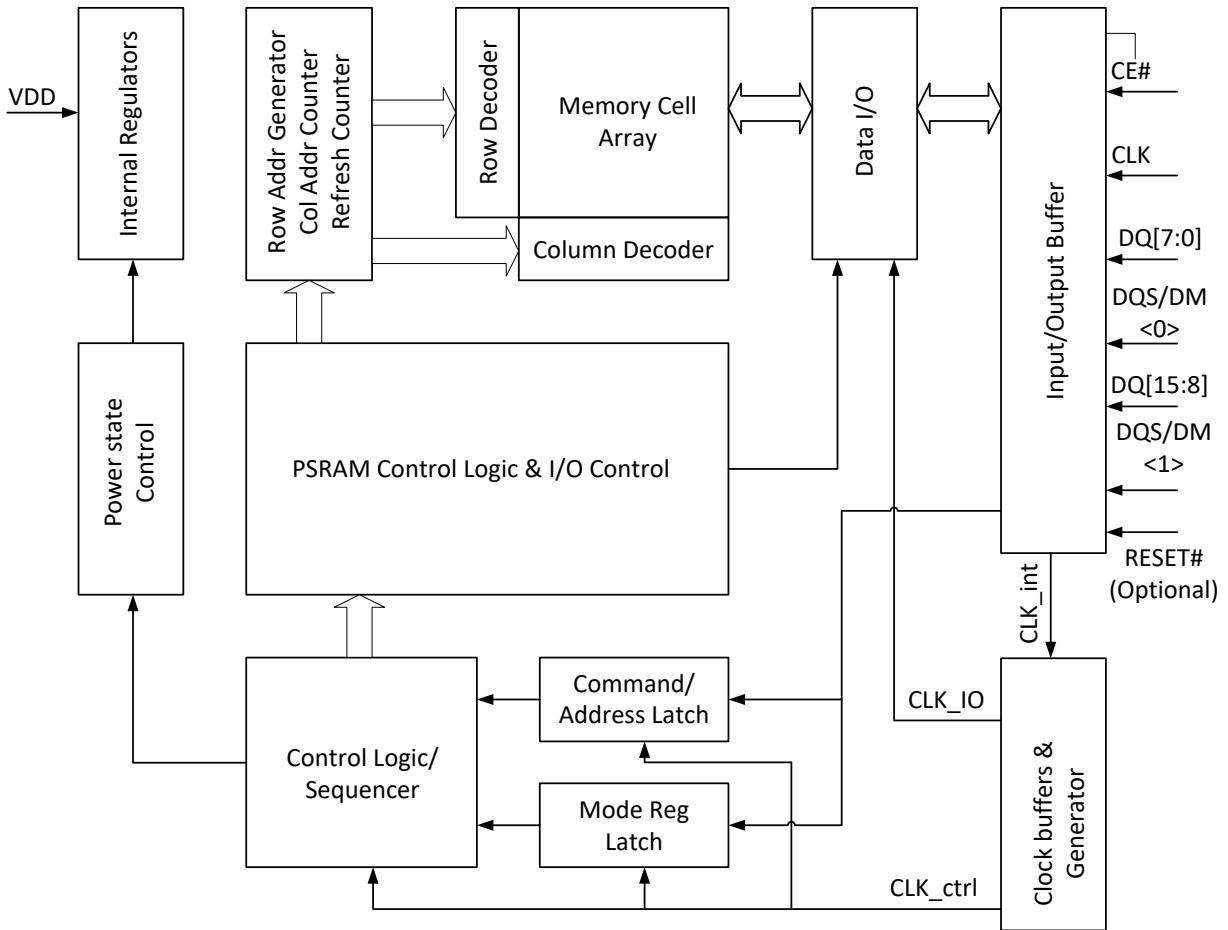 VDD
Internal Regulators
Row Addr Generator
Col Addr Counter
Refresh Counter
Row Decoder
Memory Cell
Array
Column Decoder
Data I/O
Input/Output Buffer
CE#
CLK
DQ[7:0]
DQS/DM
<0>
DQ[15:8]
DQS/DM
<1>
RESET#
(Optional)
Power state
Control
PSRAM Control Logic & I/O Control
CLK_int
Control Logic/
Sequencer
Command/
Address Latch
Mode Reg
Latch
CLK_IO
CLK_ctrl
Clock buffers &
Generator